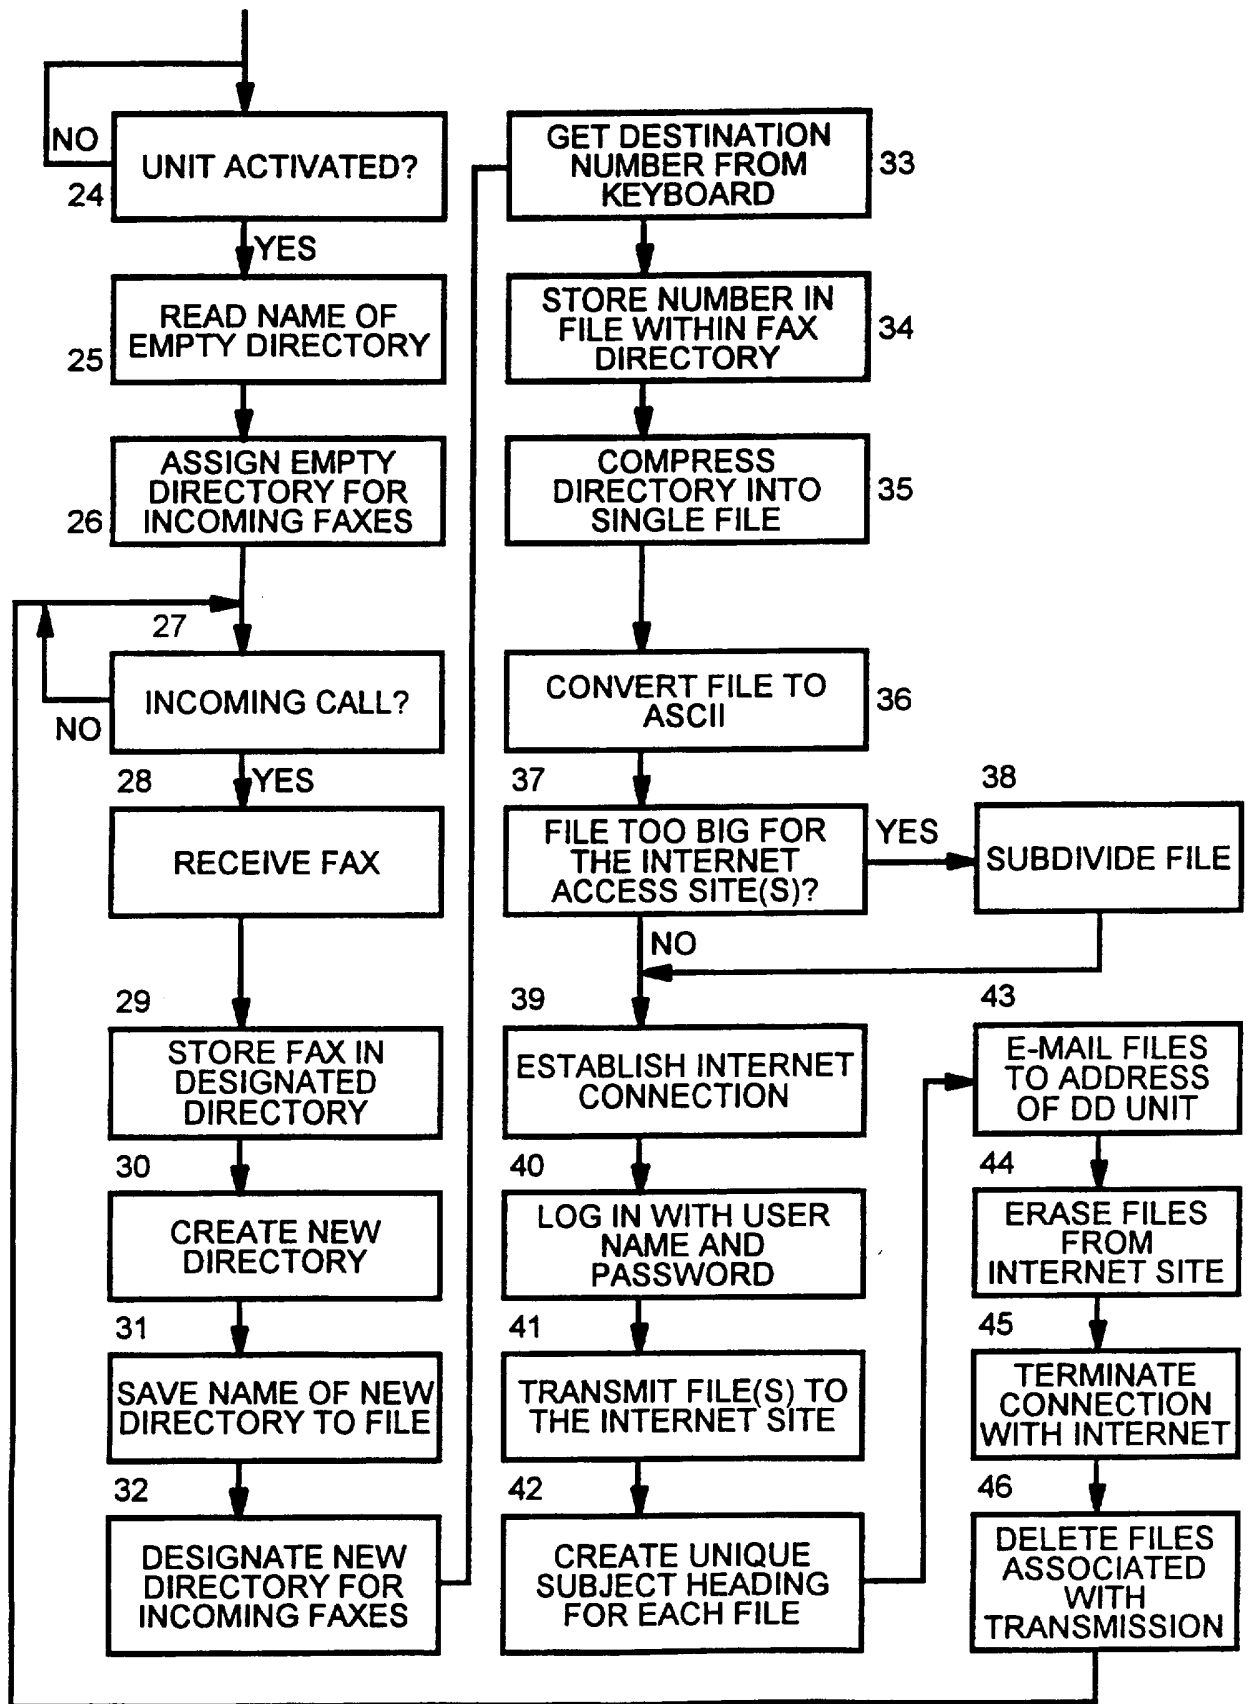 NO
24
UNIT ACTIVATED?
YES
25
READ NAME OF
EMPTY DIRECTORY
26
ASSIGN EMPTY
DIRECTORY FOR
INCOMING FAXES
27
INCOMING CALL?
NO
28
YES
RECEIVE FAX
29
STORE FAX IN
DESIGNATED
DIRECTORY
30
CREATE NEW
DIRECTORY
31
SAVE NAME OF NEW
DIRECTORY TO FILE
32
DESIGNATE NEW
DIRECTORY FOR
INCOMING FAXES
GET DESTINATION
NUMBER FROM
KEYBOARD
33
STORE NUMBER IN
FILE WITHIN FAX
DIRECTORY
34
COMPRESS
DIRECTORY INTO
SINGLE FILE
35
CONVERT FILE TO
ASCII
36
37
FILE TOO BIG FOR
THE INTERNET
ACCESS SITE(S)?
YES
38
SUBDIVIDE FILE
NO
39
ESTABLISH INTERNET
CONNECTION
40
LOG IN WITH USER
NAME AND
PASSWORD
41
TRANSMIT FILE(S) TO
THE INTERNET SITE
42
CREATE UNIQUE
SUBJECT HEADING
FOR EACH FILE
43
E-MAIL FILES
TO ADDRESS
OF DD UNIT
44
ERASE FILES
FROM
INTERNET SITE
45
TERMINATE
CONNECTION
WITH INTERNET
46
DELETE FILES
ASSOCIATED
WITH
TRANSMISSION